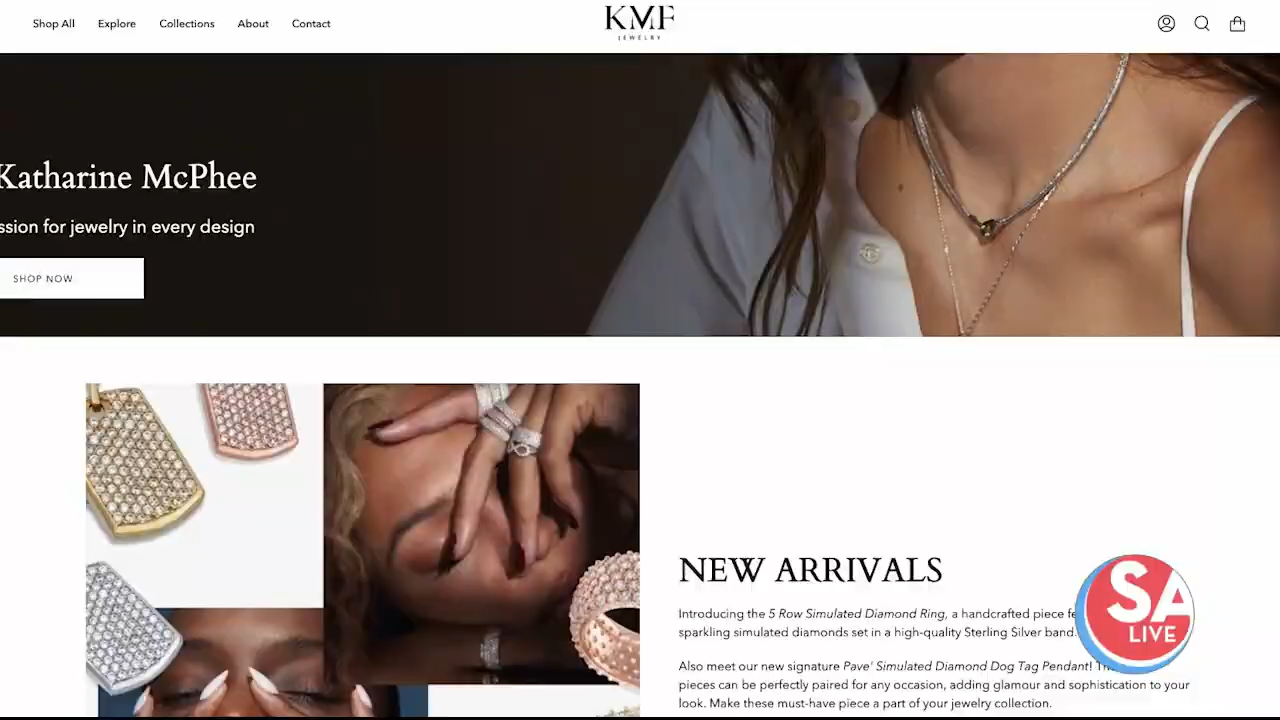 Shop All Explore Collections About Contact
KMF
JEWELRY
Katharine McPhee
for jewelry in every design
SHOP NOW
NEW ARRIVALS
Introducing the 5 Row Simulated Diamond Ring, a handcrafted piece
sparkling simulated diamonds set in a high-quality Sterling Silver band.
Also meet our new signature Pave' Simulated Diamond Dog Tag Pendant!
pieces can be perfectly paired for any occasion, adding glamour and sophistication to your
look. Make these must-have piece a part of your jewelry collection.
SA
LIVE